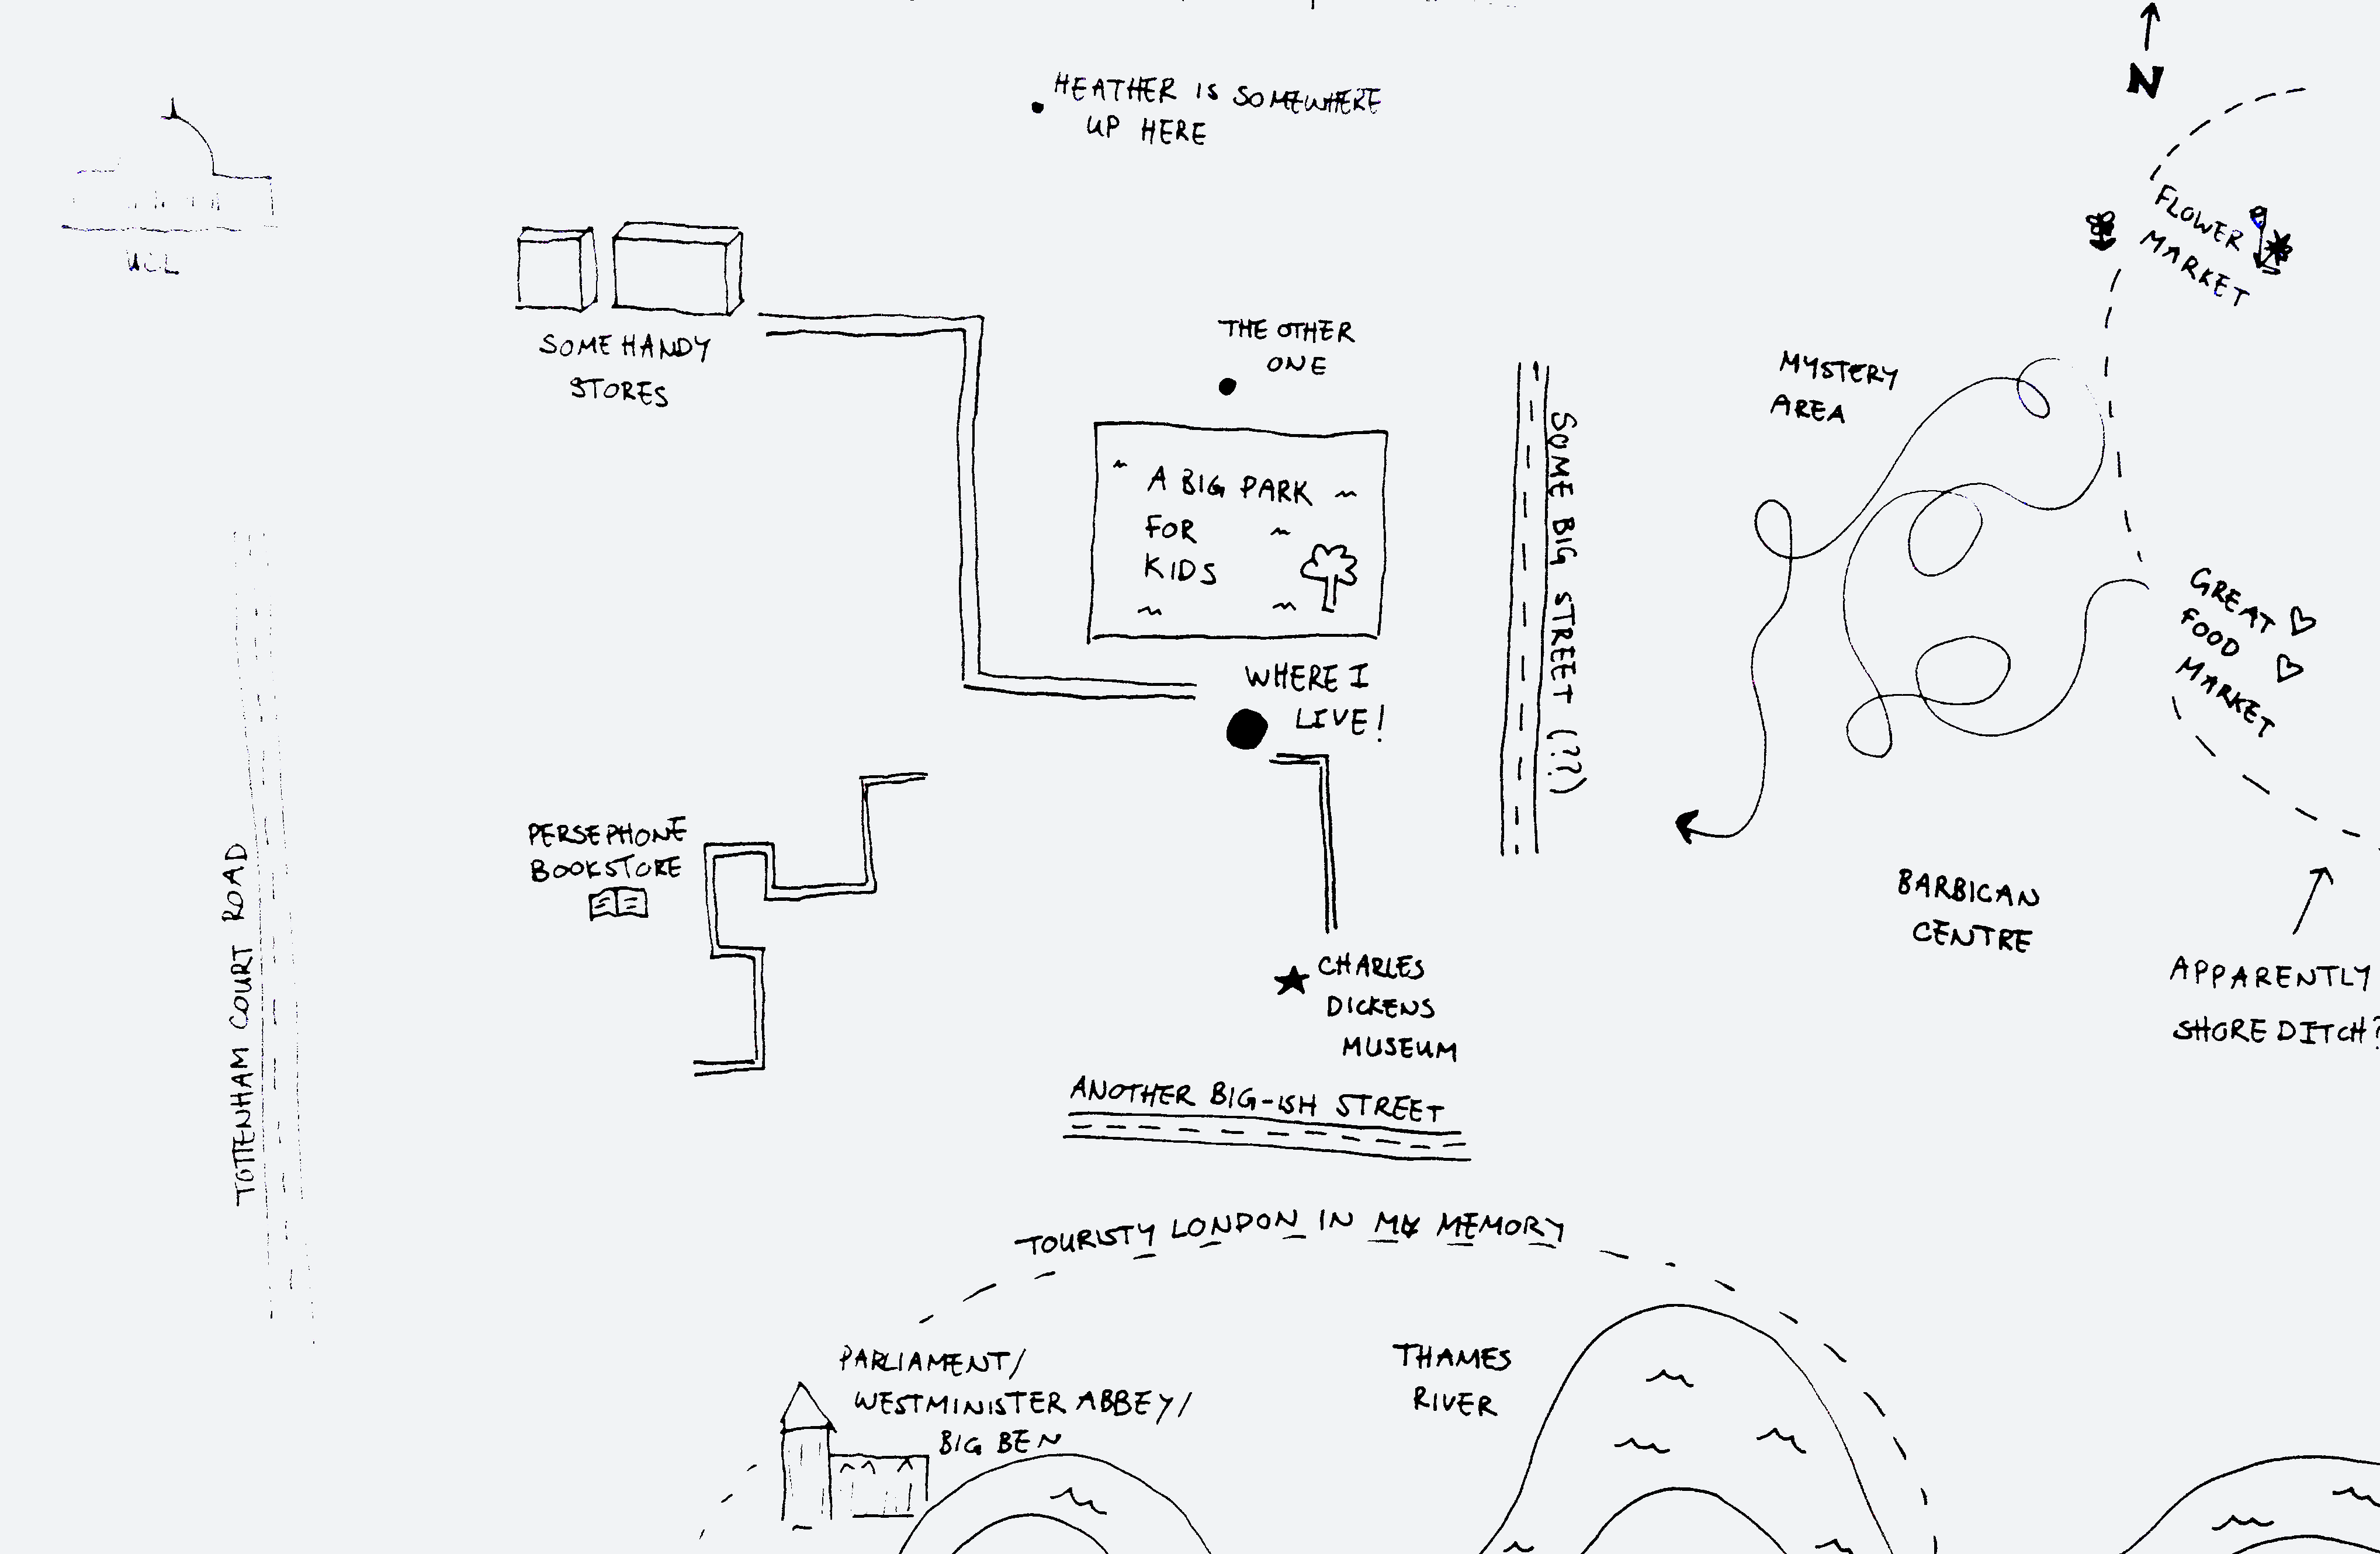 N
HEATHER IS SOMEWHERE
UP HERE
UCL
FLOWER
MARKET
SOME HANDY
STORES
THE OTHER
ONE
MYSTERY
AREA
SOME BIG STREET (??)
A BIG PARK
FOR
KIDS
GREAT
FOOD
MARKET
WHERE I
LIVE!
PERSEPHONE
BOOKSTORE
TOTTENHAM COURT ROAD
BARBICAN
CENTRE
CHARLES
DICKENS
MUSEUM
APPARENTLY
SHOREDITCH?
ANOTHER BIG-ISH STREET
TOURISTY LONDON IN MY MEMORY
PARLIAMENT/
WESTMINISTER ABBEY/
BIG BEN
THAMES
RIVER